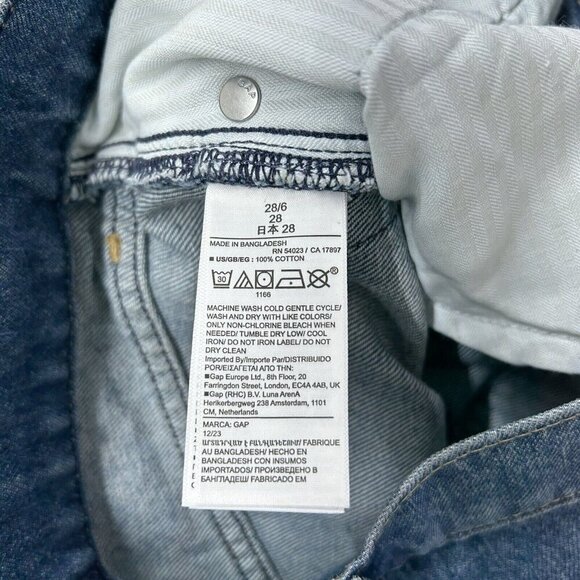 GAP
28/6
28
日本 28
MADE IN BANGLADESH
RN 54023 / CA 17897
■ US/GB/EG : 100% COTTON
30
1166
MACHINE WASH COLD GENTLE CYCLE/
WASH AND DRY WITH LIKE COLORS/
ONLY NON-CHLORINE BLEACH WHEN
NEEDED/ TUMBLE DRY LOW/ COOL
IRON/ DO NOT IRON LABEL/ DO NOT
DRY CLEAN
Imported By/Importe Par/DISTRIBUIDO
POR/ΕΙΣΑΓΕΤΑΙ ΑΠΟ ΤΗΝ:
■Gap Europe Ltd., 8th Floor, 20
Farringdon Street, London, EC4A 4AB, UK
■Gap (RHC) B.V. Luna ArenA
Herikerbergweg 238 Amsterdam, 1101
CM, Netherlands
MARCA: GAP
12/23
ԱՐՏԱԴՐՎԱԾ Է ԲԱՆԳԼԱԴԵՇՈՒՄ/ FABRIQUE
AU BANGLADESH/ HECHO EN
BANGLADESH CON INSUMOS
IMPORTADOS/ ПРОИЗВЕДЕНО В
БАНГЛАДЕШ/ FABRICADO EM